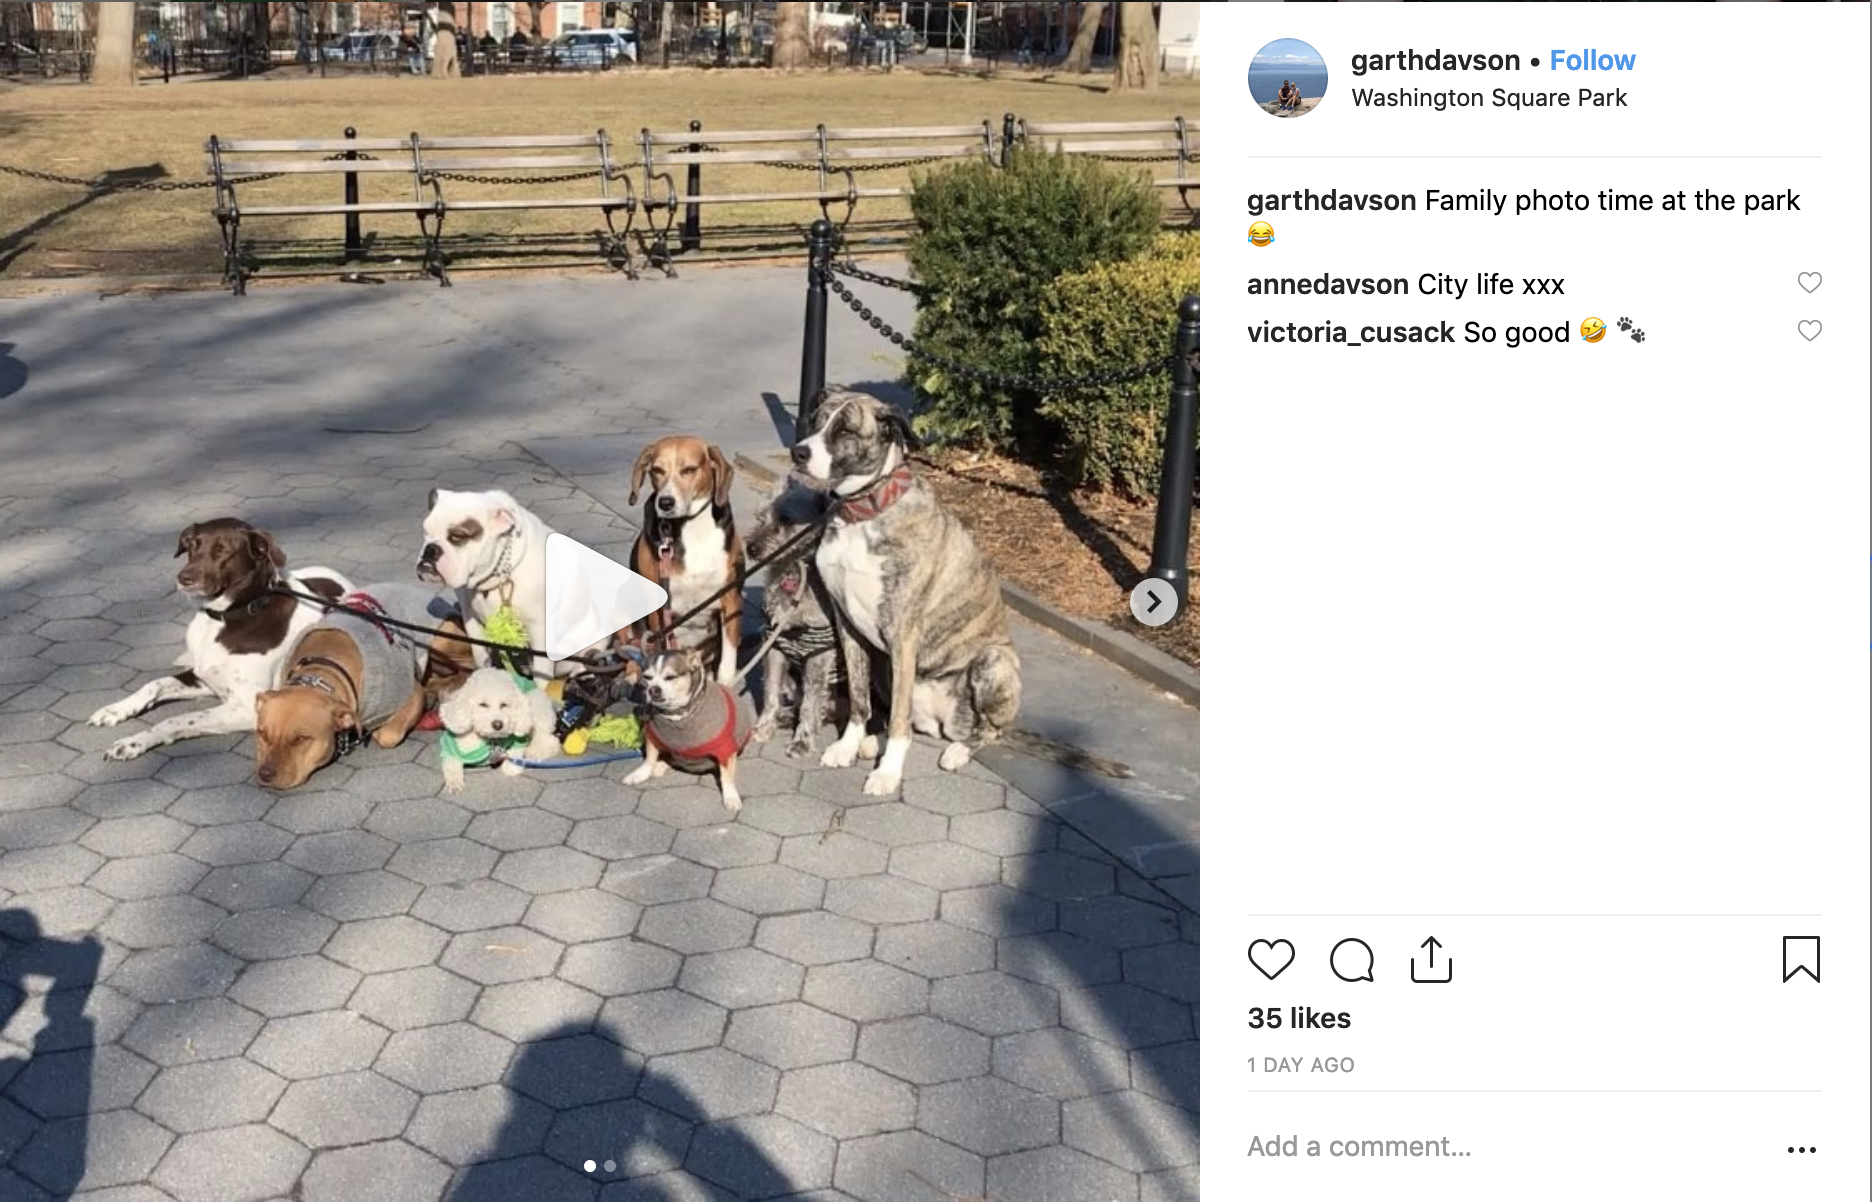 garthdavson • Follow
Washington Square Park
garthdavson Family photo time at the park
😂
annedavson City life xxx
victoria_cusack So good 🤣 🐾
35 likes
1 DAY AGO
Add a comment...